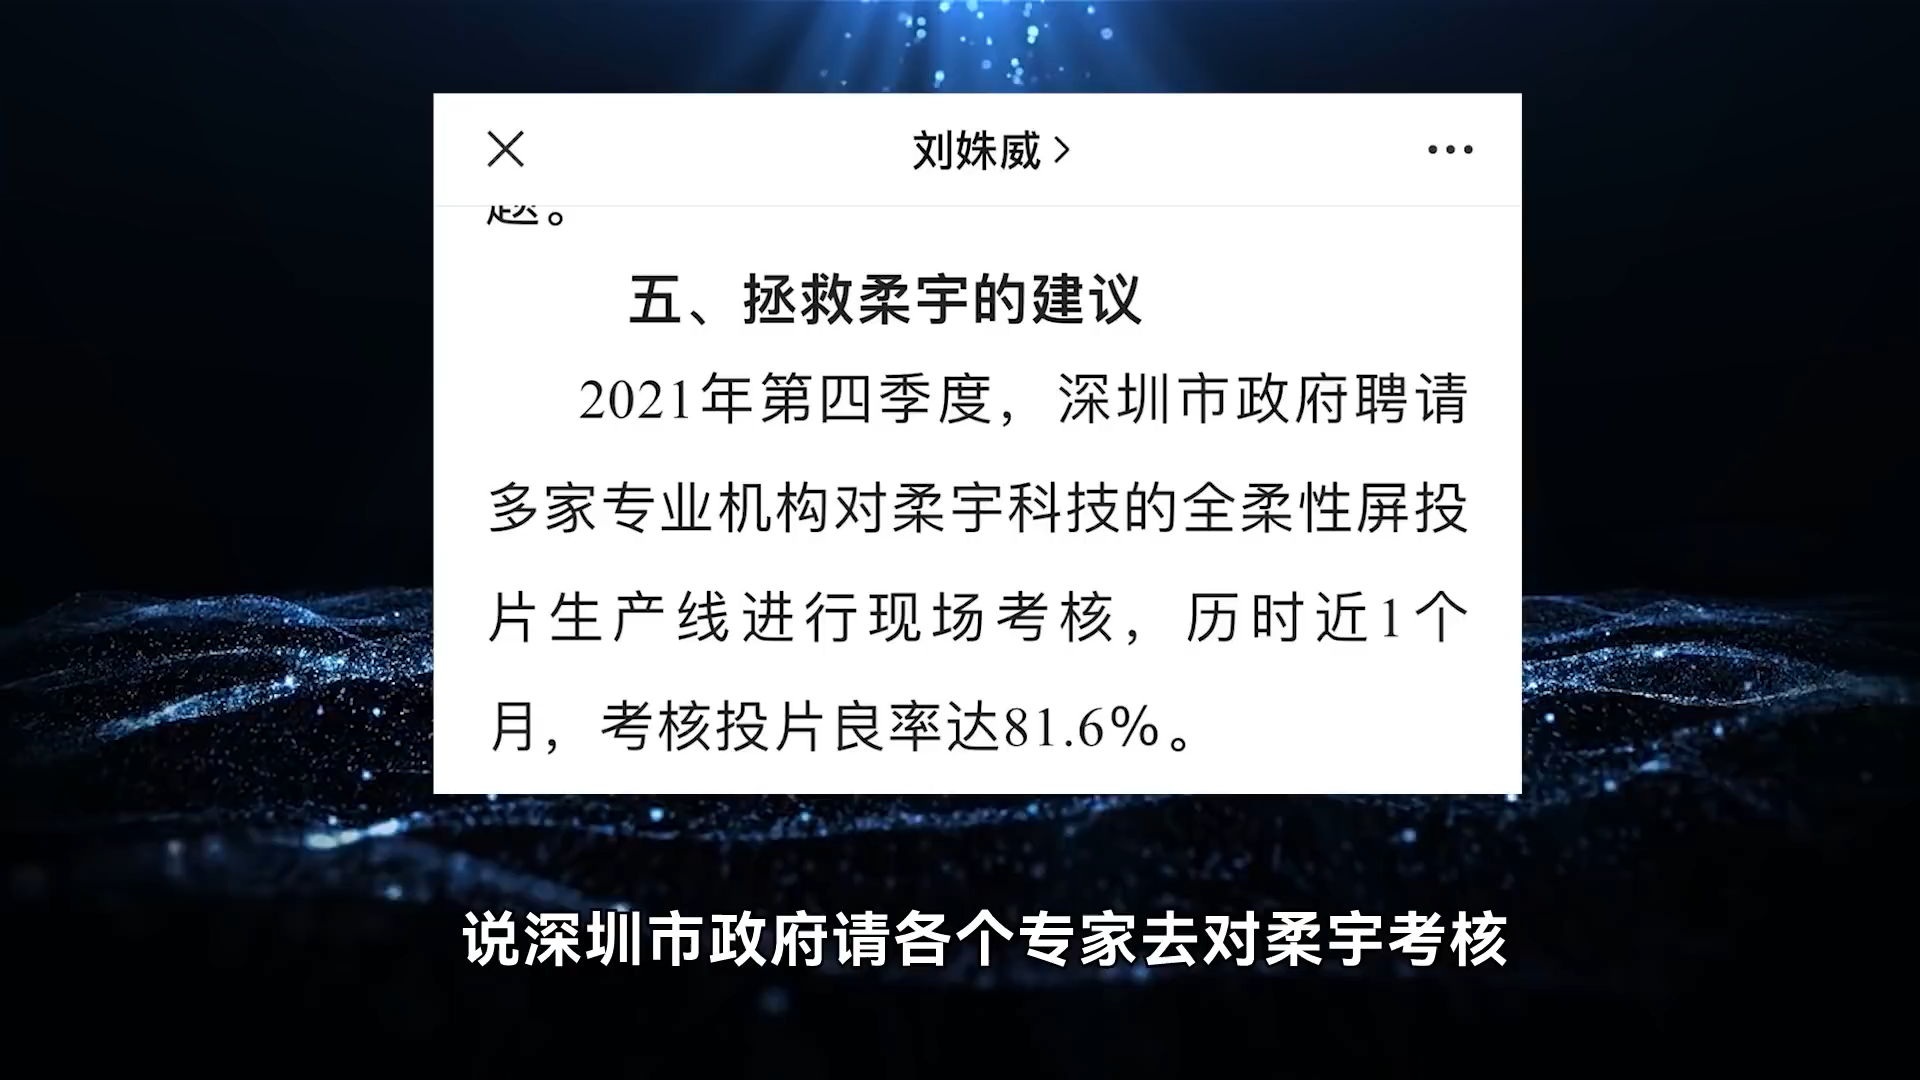 刘姝威
题。
五、拯救柔宇的建议
2021年第四季度，深圳市政府聘请
多家专业机构对柔宇科技的全柔性屏投
片生产线进行现场考核，历时近1个
月，考核投片良率达81.6%。
说深圳市政府请各个专家去对柔宇考核